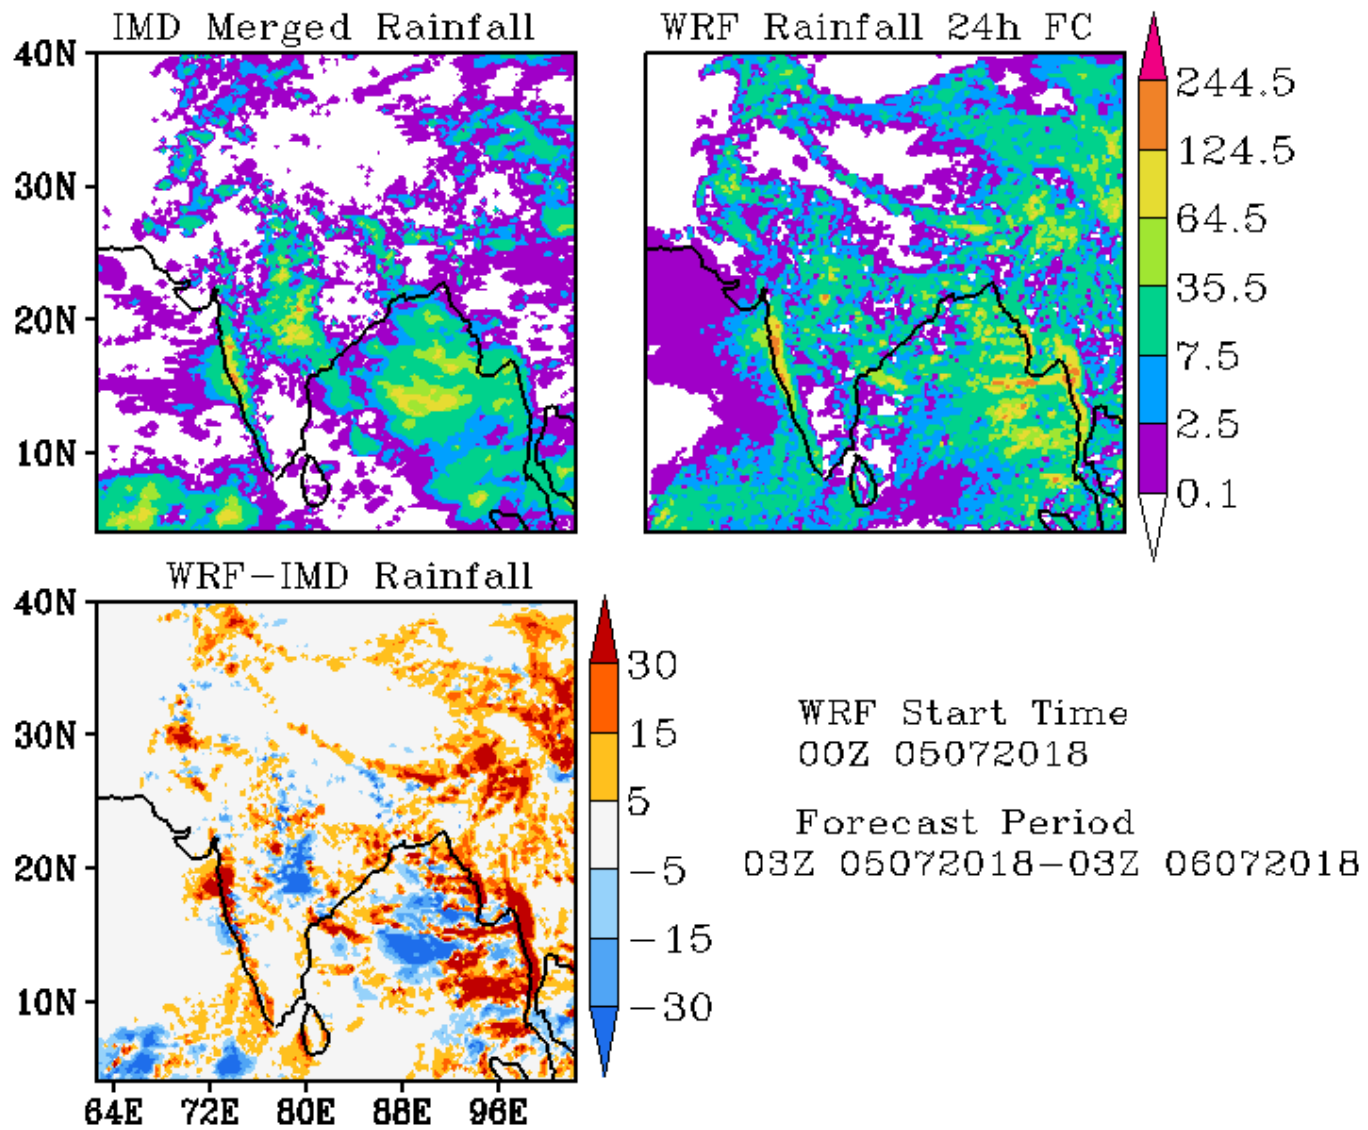 IMD Merged Rainfall
WRF Rainfall 24h FC
40N
30N
20N
10N
244.5
124.5
64.5
35.5
7.5
2.5
0.1
WRF-IMD Rainfall
40N
30N
20N
10N
64E 72E 80E 88E 96E
30
15
5
-5
-15
-30
WRF Start Time
00Z 05072018
Forecast Period
03Z 05072018-03Z 06072018